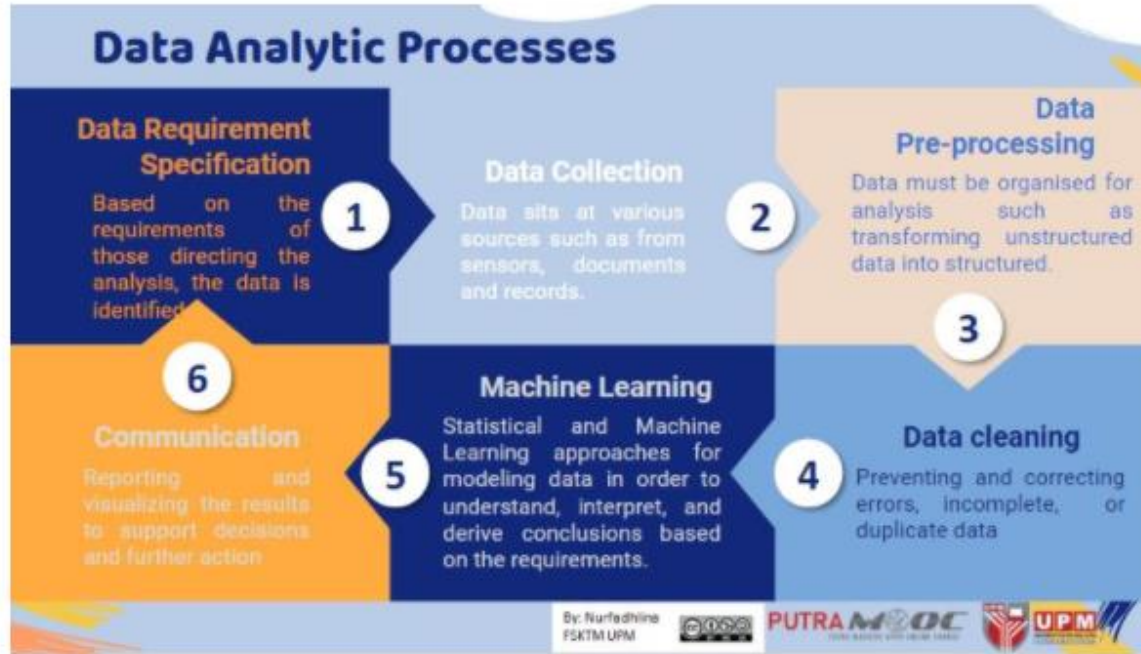 Data Analytic Processes
Data Requirement
Specification
Based on the
requirements of
those directing the
analysis, the data is
identified
1
Data Collection
Data sits at various
sources such as from
sensors, documents
and records.
2
Data
Pre-processing
Data must be organised for
analysis such as
transforming unstructured
data into structured.
3
Data cleaning
Preventing and correcting
errors, incomplete, or
duplicate data
4
Machine Learning
Statistical and Machine
Learning approaches for
modeling data in order to
understand, interpret, and
derive conclusions based
on the requirements.
5
Communication
Reporting and
visualizing the results
to support decisions
and further action
6
By: Nurfadhlina
FSKTM UPM
PUTRA MOOC
UPM